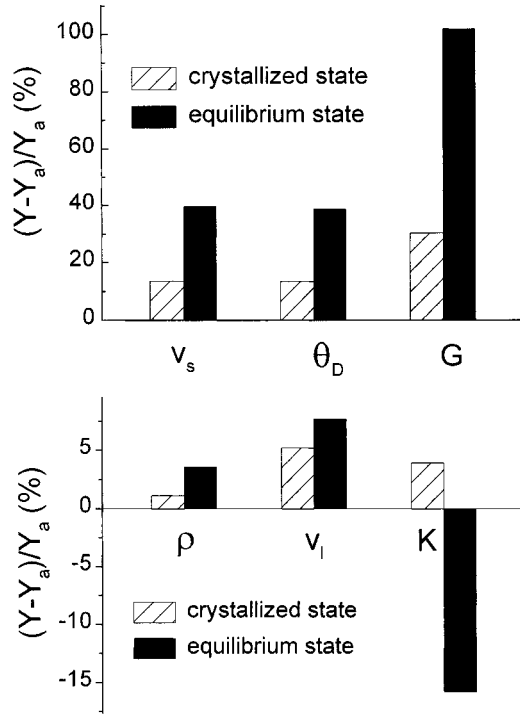 100
80
60
40
20
0
(Y-Yₐ)/Yₐ (%)
crystallized state
equilibrium state
vₛ θ_D G
5
0
-5
-10
-15
(Y-Yₐ)/Yₐ (%)
ρ vₗ K
crystallized state
equilibrium state